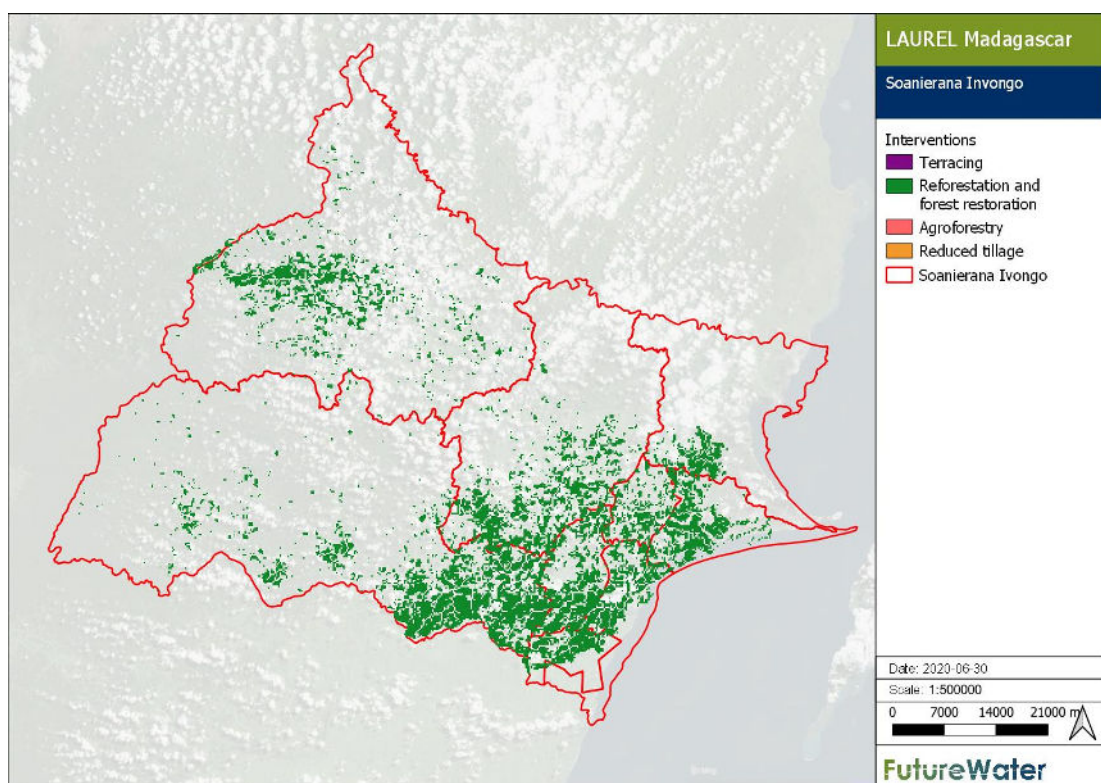 LAUREL Madagascar
Soanierana Invongo
Interventions
Terracing
Reforestation and
forest restoration
Agroforestry
Reduced tillage
Soanierana Ivongo
Date: 2020-06-30
Scale: 1:500000
0 7000 14000 21000 m
FutureWater